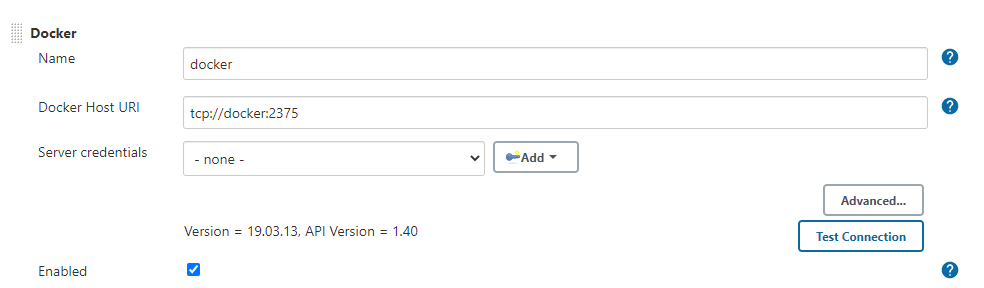 Docker
Name
docker
?
Docker Host URI
tcp://docker:2375
?
Server credentials
- none -
Add
Advanced...
Version = 19.03.13, API Version = 1.40
Test Connection
Enabled
?